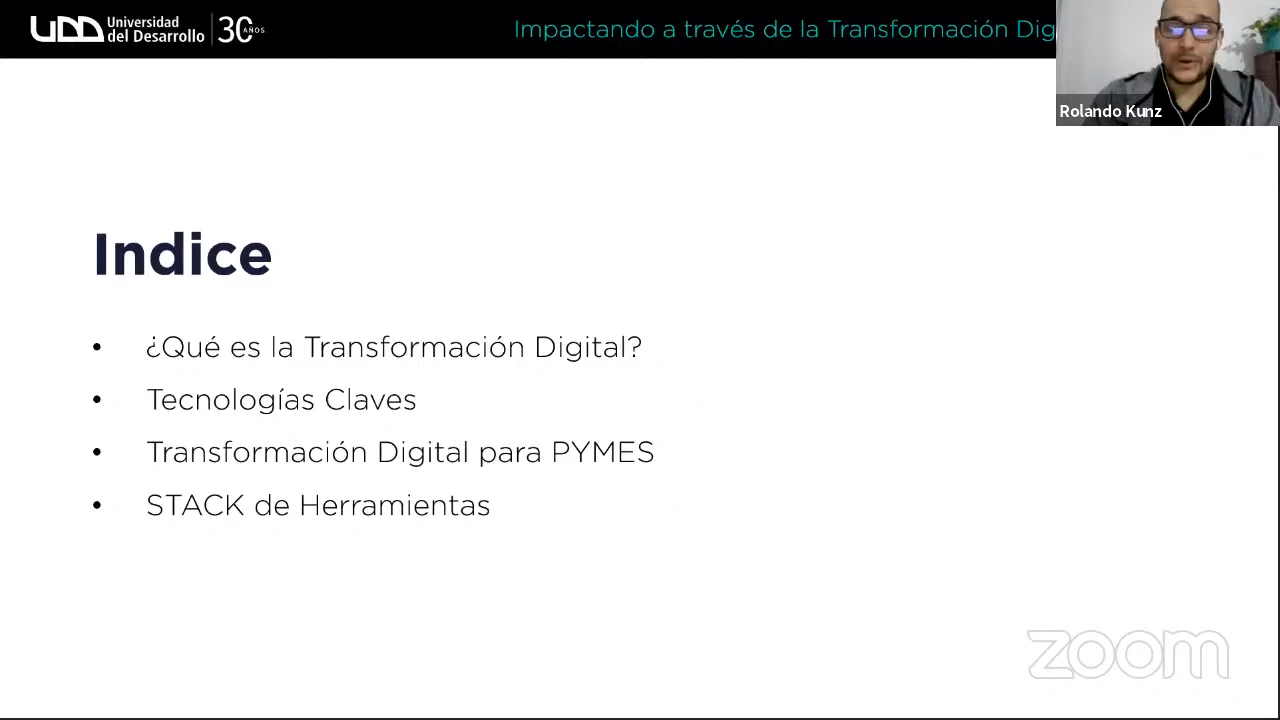 UDD Universidad
del Desarrollo 30 AÑOS
Impactando a través de la Transformación Dig
Rolando Kunz
Indice
• ¿Qué es la Transformación Digital?
• Tecnologías Claves
• Transformación Digital para PYMES
• STACK de Herramientas
zoom